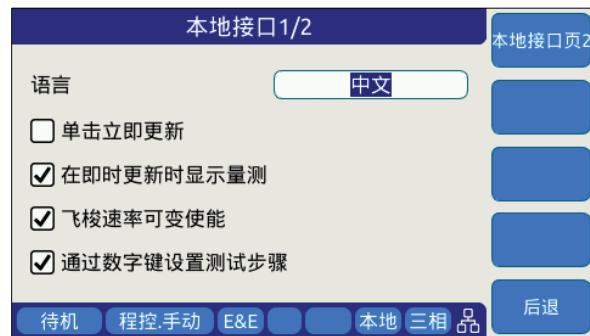 本地接口1/2
本地接口页2
语言
中文
单击立即更新
在即时更新时显示量测
飞梭速率可变使能
通过数字键设置测试步骤
后退
待机 程控.手动 E&E 本地 三相